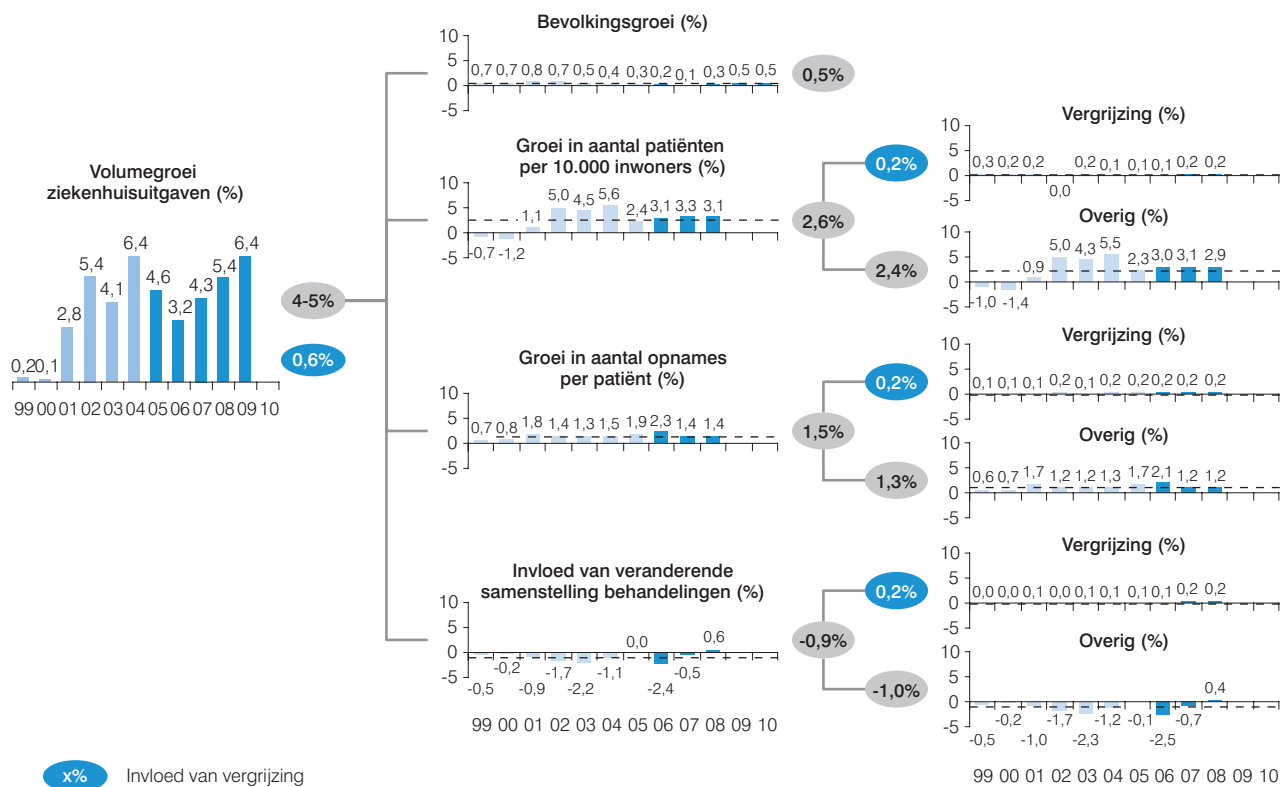 Volumegroei
ziekenhuisuitgaven (%)
0,2 0,1 2,8 5,4 4,1 6,4 4,6 3,2 4,3 5,4 6,4
99 00 01 02 03 04 05 06 07 08 09 10
4-5%
0,6%
Bevolkingsgroei (%)
10
5
0
-5
0,7 0,7 0,8 0,7 0,5 0,4 0,3 0,2 0,1 0,3 0,5 0,5
0,5%
Groei in aantal patiënten
per 10.000 inwoners (%)
10
5
0
-5
-0,7 -1,2 1,1 5,0 4,5 5,6 2,4 3,1 3,3 3,1
2,6%
0,2%
2,4%
Vergrijzing (%)
10
5
0
-5
0,3 0,2 0,2 0,0 0,2 0,1 0,1 0,1 0,2 0,2
Overig (%)
10
5
0
-5
-1,0 -1,4 0,9 5,0 4,3 5,5 2,3 3,0 3,1 2,9
Groei in aantal opnames
per patiënt (%)
10
5
0
-5
0,7 0,8 1,8 1,4 1,3 1,5 1,9 2,3 1,4 1,4
1,5%
0,2%
1,3%
Vergrijzing (%)
10
5
0
-5
0,1 0,1 0,1 0,2 0,1 0,2 0,2 0,2 0,2 0,2
Overig (%)
10
5
0
-5
0,6 0,7 1,7 1,2 1,2 1,3 1,7 2,1 1,2 1,2
Invloed van veranderende
samenstelling behandelingen (%)
10
5
0
-5
-0,5 -0,2 -0,9 -1,7 -2,2 -1,1 0,0 -2,4 -0,5 0,6
99 00 01 02 03 04 05 06 07 08 09 10
-0,9%
0,2%
-1,0%
Vergrijzing (%)
10
5
0
-5
0,0 0,0 0,1 0,0 0,1 0,1 0,1 0,1 0,2 0,2
Overig (%)
10
5
0
-5
-0,5 -0,2 -1,0 -1,7 -2,3 -1,2 -0,1 -2,5 -0,7 0,4
99 00 01 02 03 04 05 06 07 08 09 10
x% Invloed van vergrijzing